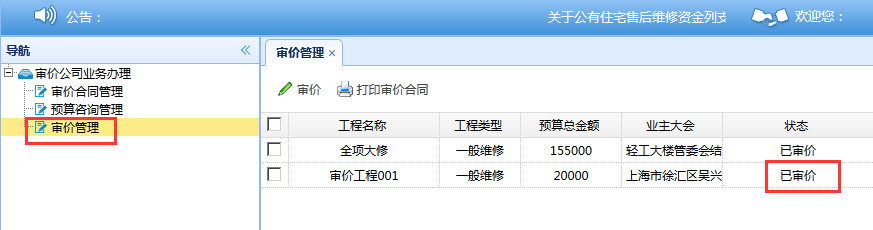 公告： 关于公有住宅售后维修资金列支 欢迎您：
导航
审价公司业务办理
审价合同管理
预算咨询管理
审价管理
审价管理 ×
审价 打印审价合同
工程名称 工程类型 预算总金额 业主大会 状态
全项大修 一般维修 155000 轻工大楼管委会结 已审价
审价工程001 一般维修 20000 上海市徐汇区吴兴 已审价